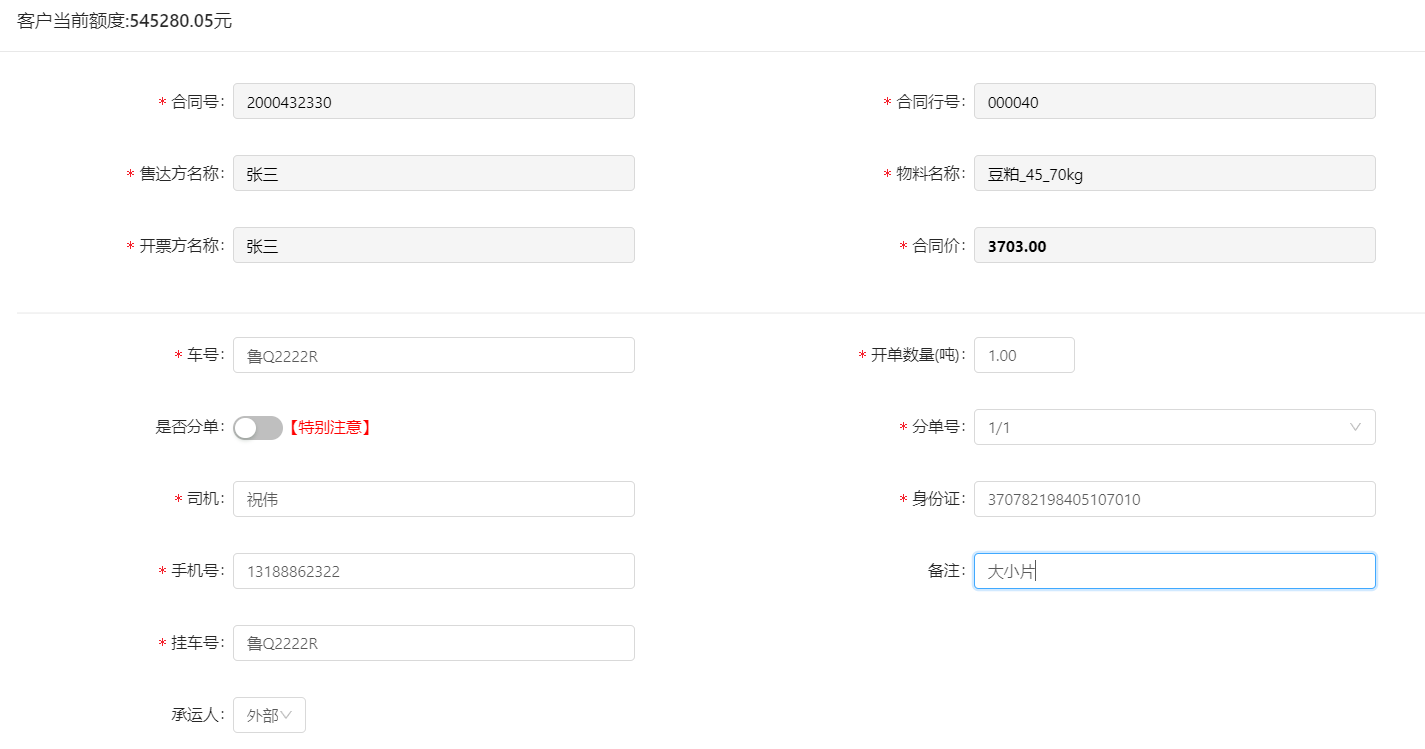 客户当前额度:545280.05元
* 合同号: 2000432330
* 合同行号: 000040
* 售达方名称: 张三
* 物料名称: 豆粕_45_70kg
* 开票方名称: 张三
* 合同价: 3703.00
* 车号: 鲁Q2222R
* 开单数量(吨): 1.00
是否分单: 【特别注意】
* 分单号: 1/1
* 司机: 祝伟
* 身份证: 370782198405107010
* 手机号: 13188862322
备注: 大小片
* 挂车号: 鲁Q2222R
承运人: 外部